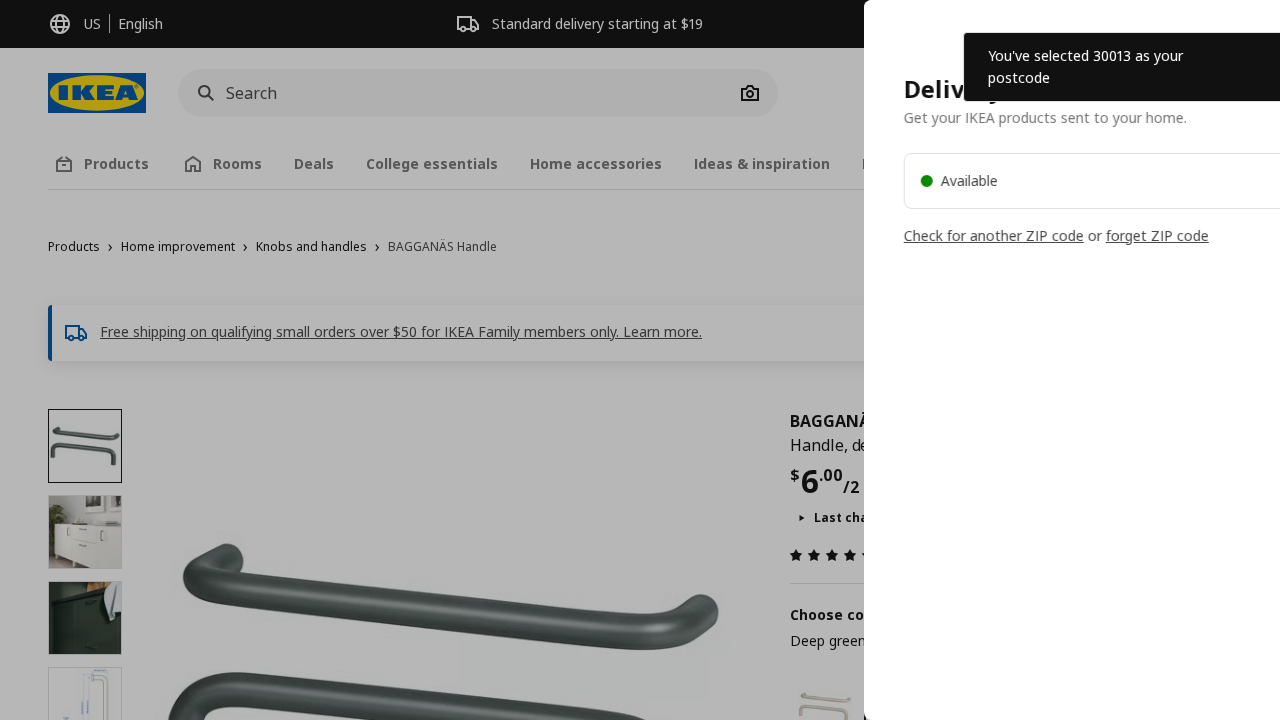 US
English
Standard delivery starting at $19
You've selected 30013 as your
postcode
IKEA
Search
Get your IKEA products sent to your home.
Products
Rooms
Deals
College essentials
Home accessories
Ideas & inspiration
Available
Check for another ZIP code or forget ZIP code
Products › Home improvement › Knobs and handles › BAGGANÄS Handle
Free shipping on qualifying small orders over $50 for IKEA Family members only. Learn more.
BAGGANÄ
Handle, de
$6.00/2
Last cha
Choose co
Deep green